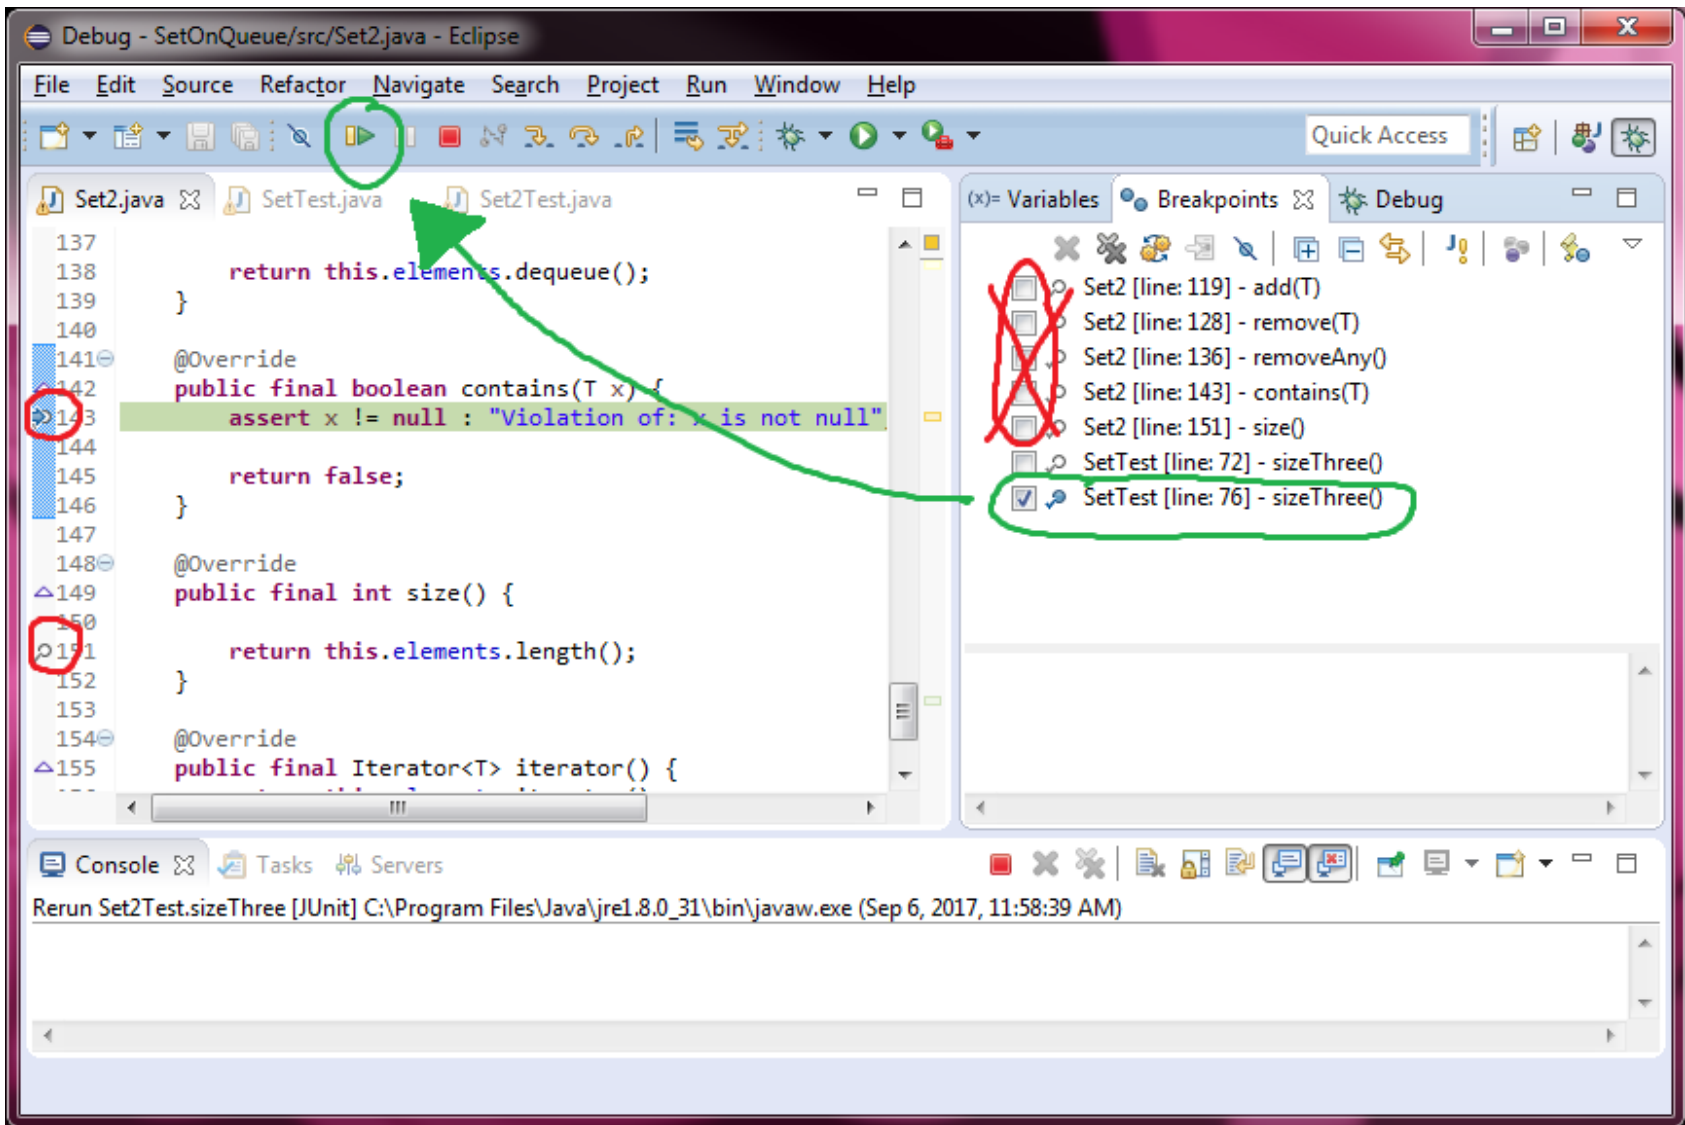 Debug - SetOnQueue/src/Set2.java - Eclipse
File Edit Source Refactor Navigate Search Project Run Window Help
Quick Access
Set2.java SetTest.java Set2Test.java
137
138 return this.elements.dequeue();
139 }
140
141 @Override
142 public final boolean contains(T x) {
143 assert x != null : "Violation of: x is not null"
144
145 return false;
146 }
147
148 @Override
149 public final int size() {
150
151 return this.elements.length();
152 }
153
154 @Override
155 public final Iterator<T> iterator() {
(x)= Variables Breakpoints Debug
Set2 [line: 119] - add(T)
Set2 [line: 128] - remove(T)
Set2 [line: 136] - removeAny()
Set2 [line: 143] - contains(T)
Set2 [line: 151] - size()
SetTest [line: 72] - sizeThree()
SetTest [line: 76] - sizeThree()
Console Tasks Servers
Rerun Set2Test.sizeThree [JUnit] C:\Program Files\Java\jre1.8.0_31\bin\javaw.exe (Sep 6, 2017, 11:58:39 AM)